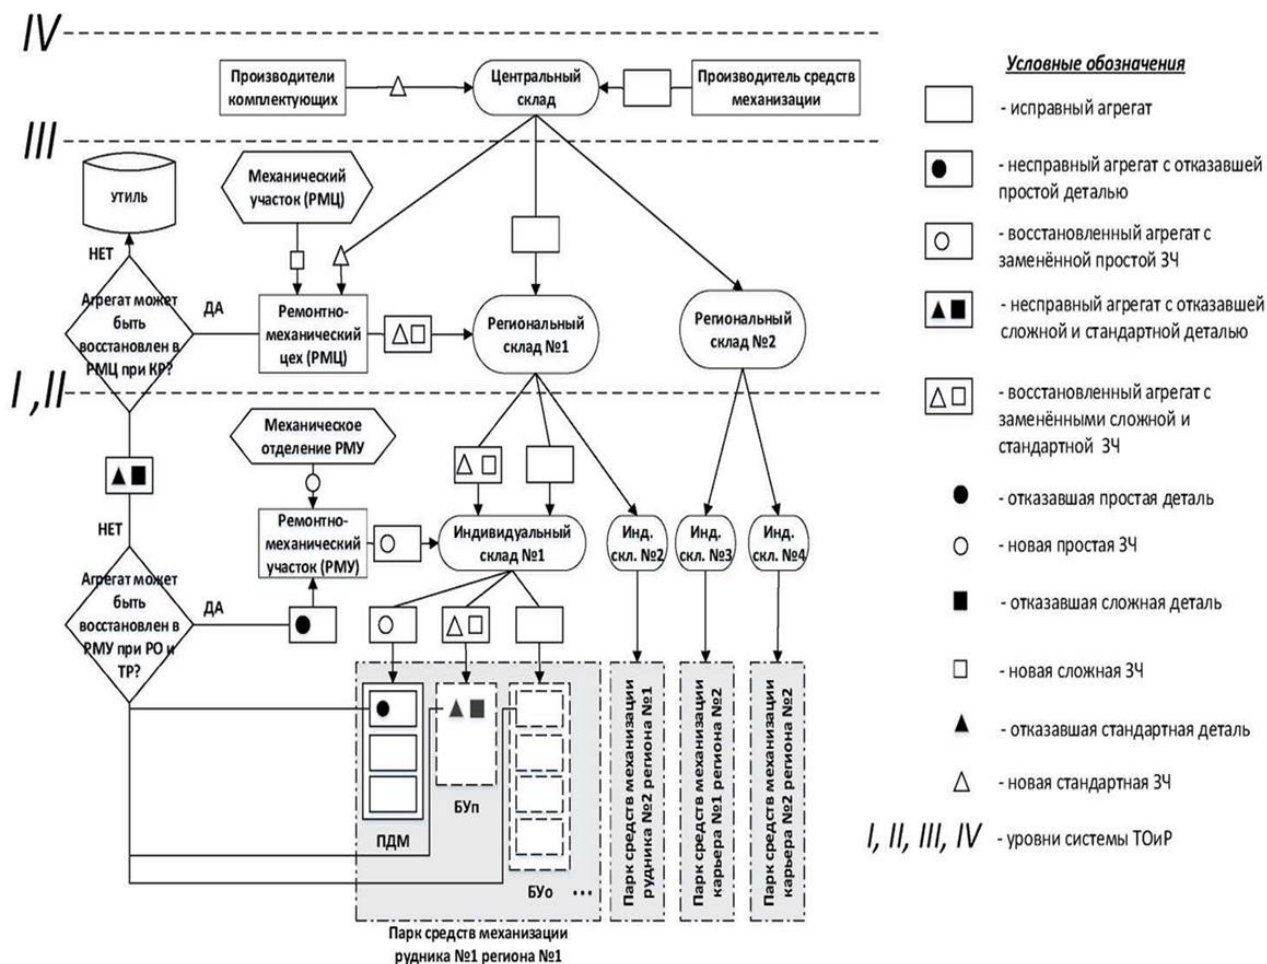 IV
Производители
комплектующих
Центральный
склад
Производитель средств
механизации
III
УТИЛЬ
Механический
участок (РМЦ)
НЕТ
Агрегат может
быть
восстановлен в
РМЦ при КР?
ДА
Ремонтно-
механический
цех (РМЦ)
Региональный
склад №1
Региональный
склад №2
I ,II
Механическое
отделение РМУ
НЕТ
Ремонтно-
механический
участок (РМУ)
Индивидуальный
склад №1
Инд.
скл. №2
Инд.
скл. №3
Инд.
скл. №4
Агрегат может
быть
восстановлен в
РМУ при РО и
ТР?
ДА
ПДМ
БУп
БУо
...
Парк средств механизации
рудника №1 региона №1
Парк средств механизации
рудника №2 региона №1
Парк средств механизации
карьера №1 региона №2
Парк средств механизации
карьера №2 региона №2
Условные обозначения
- исправный агрегат
- несправный агрегат с отказавшей
простой деталью
- восстановленный агрегат с
заменённой простой ЗЧ
- несправный агрегат с отказавшей
сложной и стандартной деталью
- восстановленный агрегат с
заменёнными сложной и
стандартной ЗЧ
- отказавшая простая деталь
- новая простая ЗЧ
- отказавшая сложная деталь
- новая сложная ЗЧ
- отказавшая стандартная деталь
- новая стандартная ЗЧ
I, II, III, IV - уровни системы ТОиР